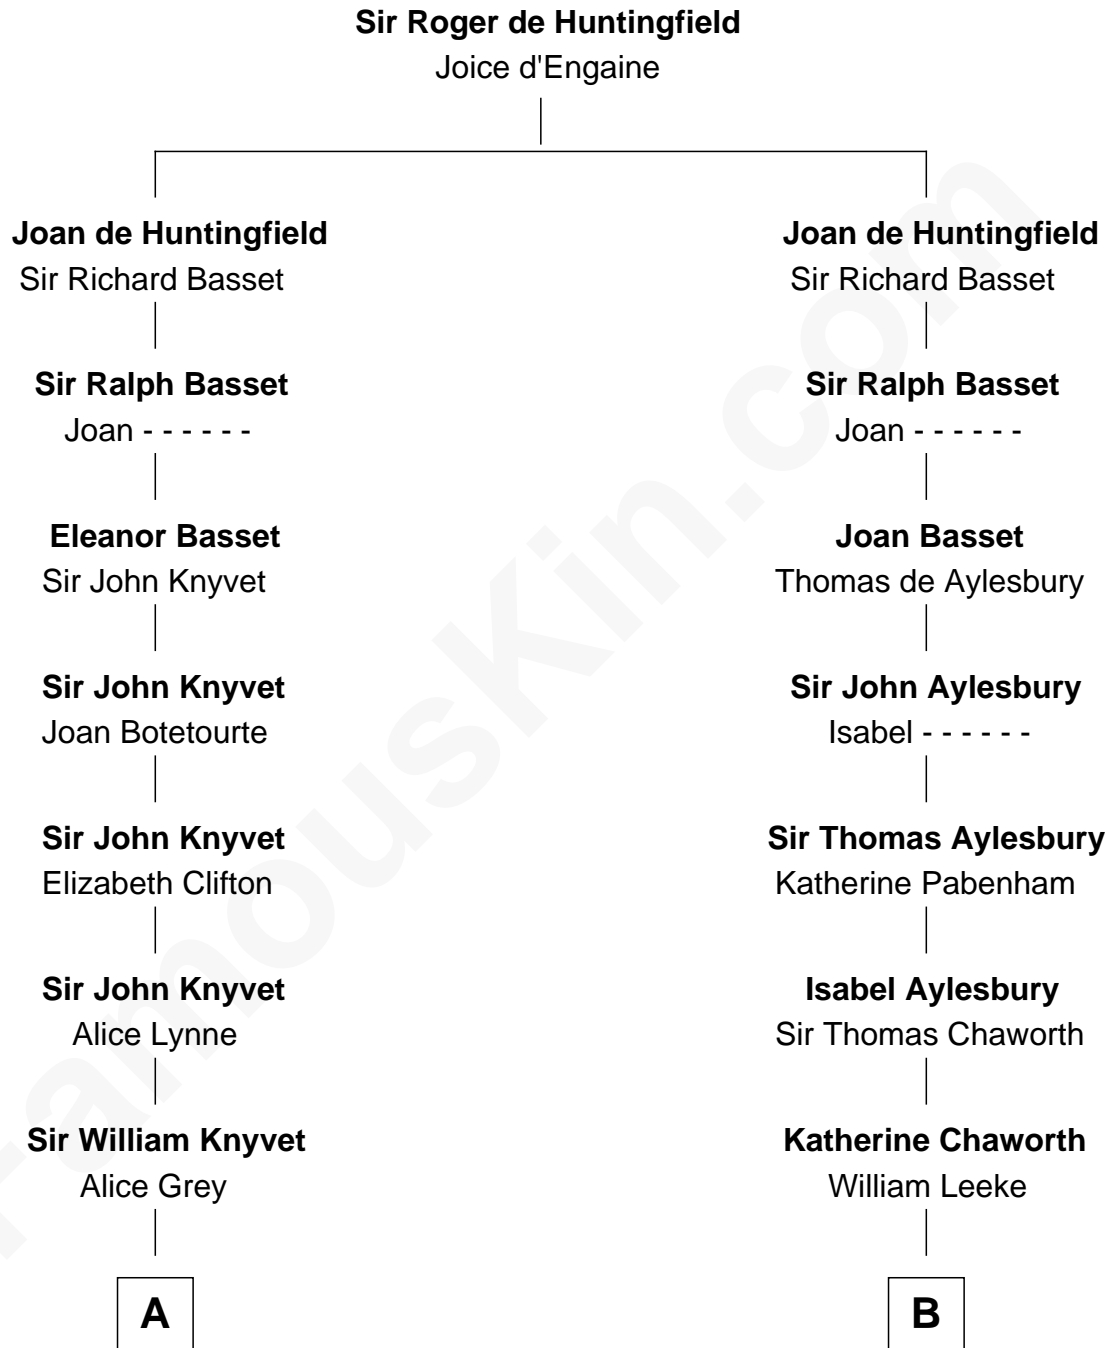 Sir Roger de Huntingfield
Joice d'Engaine
Joan de Huntingfield
Sir Richard Basset
Sir Ralph Basset
Joan - - - - - -
Eleanor Basset
Sir John Knyvet
Sir John Knyvet
Joan Botetourte
Sir John Knyvet
Elizabeth Clifton
Sir John Knyvet
Alice Lynne
Sir William Knyvet
Alice Grey
A
Joan de Huntingfield
Sir Richard Basset
Sir Ralph Basset
Joan - - - - - -
Joan Basset
Thomas de Aylesbury
Sir John Aylesbury
Isabel - - - - - -
Sir Thomas Aylesbury
Katherine Pabenham
Isabel Aylesbury
Sir Thomas Chaworth
Katherine Chaworth
William Leeke
B
FamousKin.com